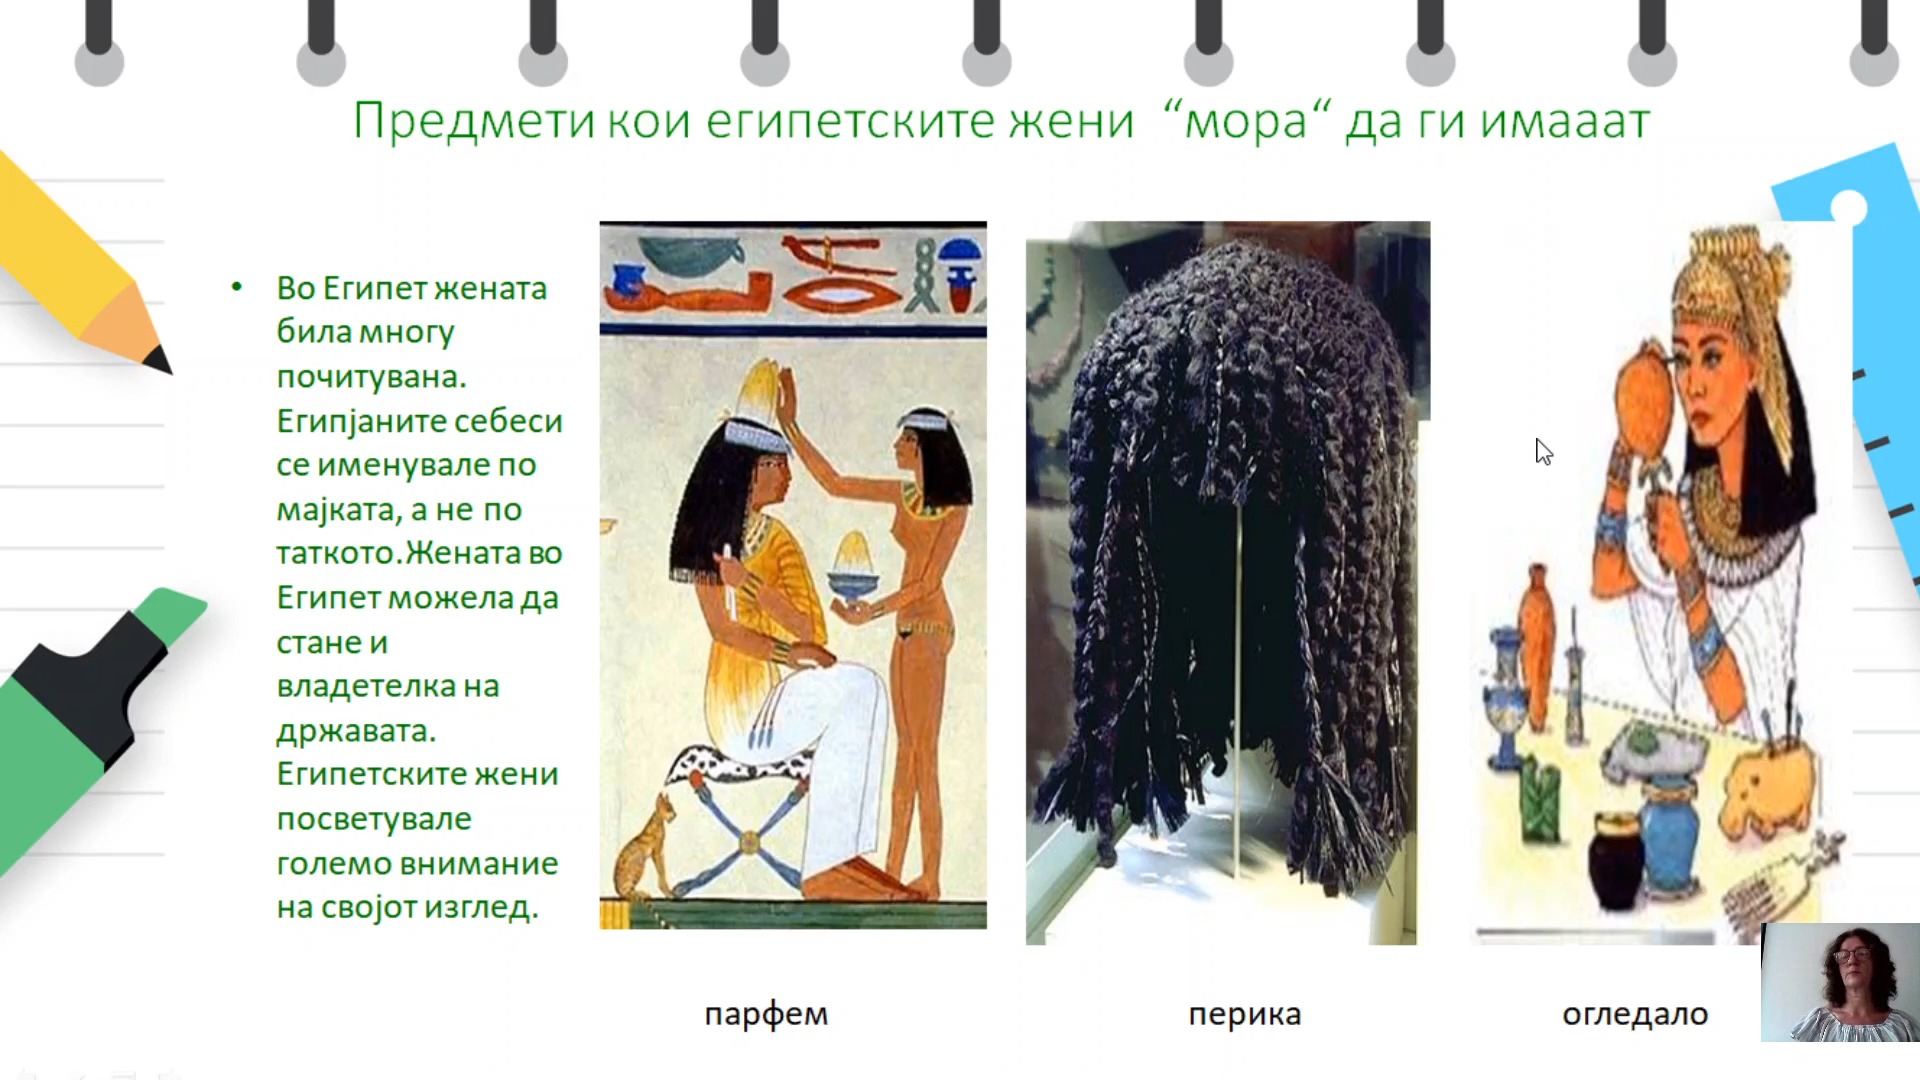 Предмети кои египетските жени “мора“ да ги имааат
• Во Египет жената
била многу
почитувана.
Египјаните себеси
се именувале по
мајката, а не по
таткото.Жената во
Египет можела да
стане и
владетелка на
државата.
Египетските жени
посветувале
големо внимание
на својот изглед.
парфем
перика
огледало